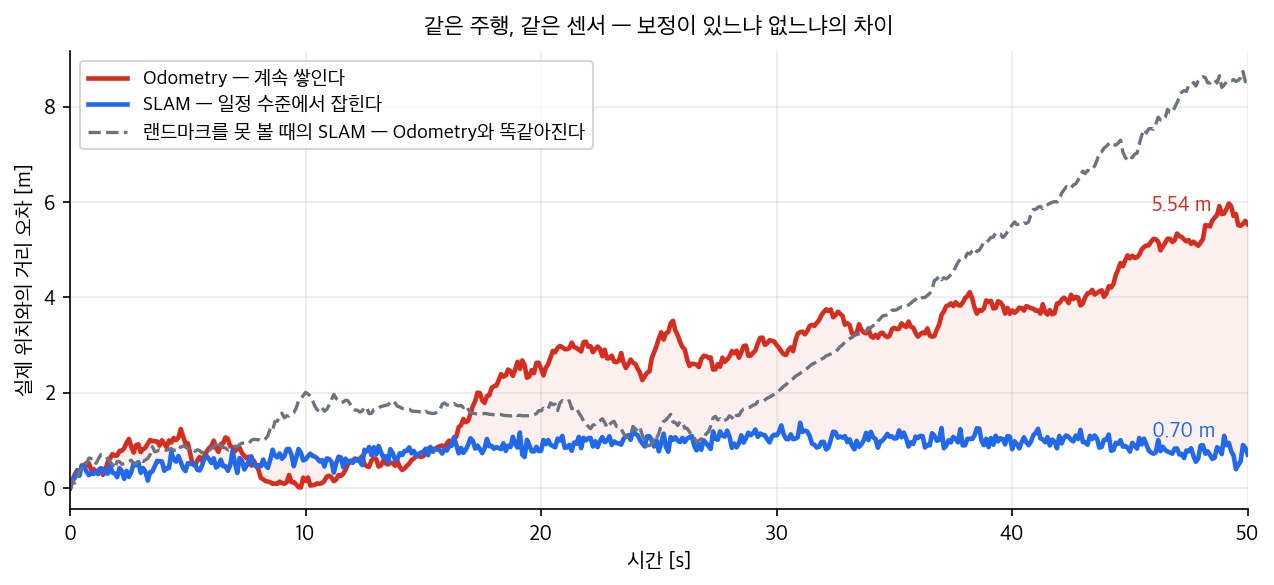 같은 주행, 같은 센서 — 보정이 있느냐 없느냐의 차이
Odometry — 계속 쌓인다
SLAM — 일정 수준에서 잡힌다
랜드마크를 못 볼 때의 SLAM — Odometry와 똑같아진다
실제 위치와의 거리 오차 [m]
8
6
4
2
0
5.54 m
0.70 m
0 10 20 30 40 50
시간 [s]